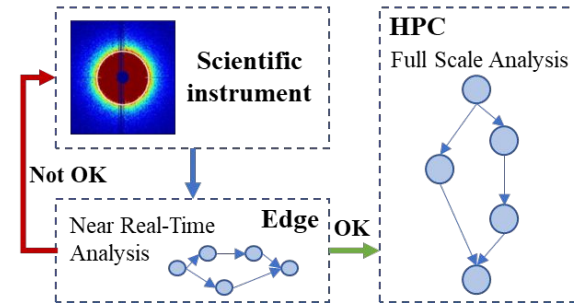 Scientific
instrument
Not OK
Near Real-Time
Analysis
Edge
OK
HPC
Full Scale Analysis